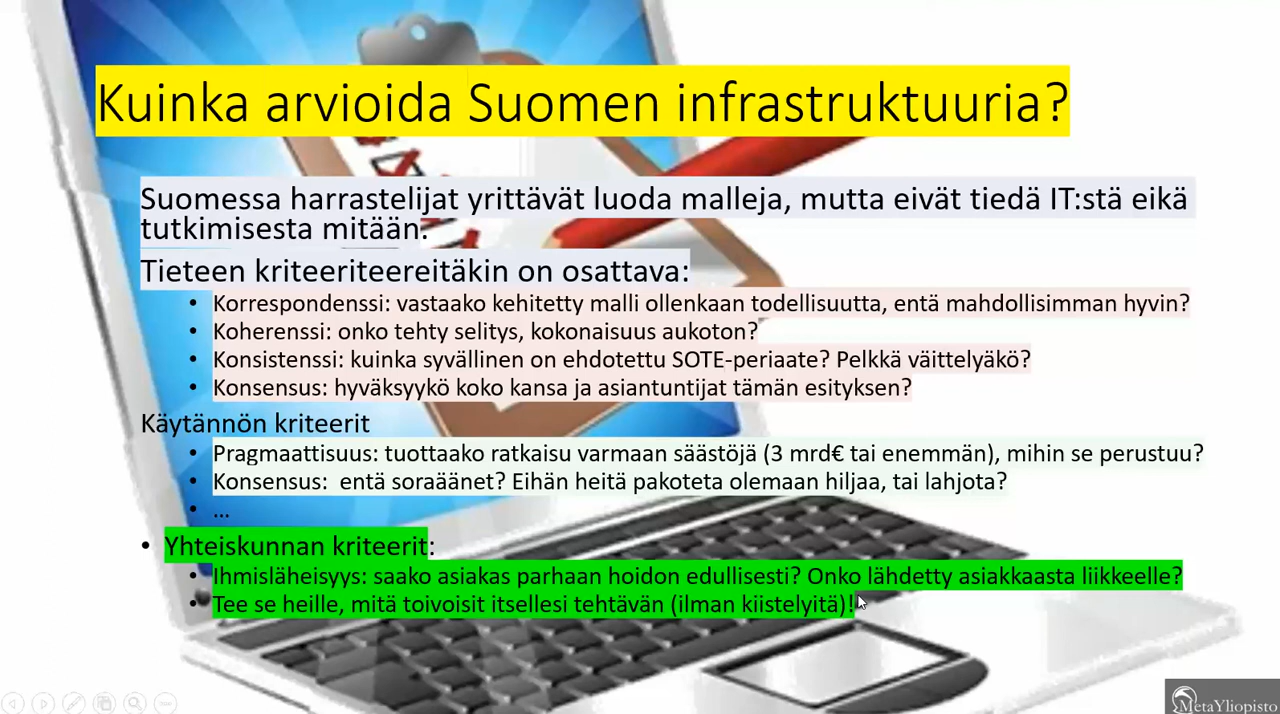 Kuinka arvioida Suomen infrastruktuuria?
Suomessa harrastelijat yrittävät luoda malleja, mutta eivät tiedä IT:stä eikä
tutkimisesta mitään.
Tieteen kriteeriteereitäkin on osattava:
• Korrespondenssi: vastaako kehitetty malli ollenkaan todellisuutta, entä mahdollisimman hyvin?
• Koherenssi: onko tehty selitys, kokonaisuus aukoton?
• Konsistenssi: kuinka syvällinen on ehdotettu SOTE-periaate? Pelkkä väittelyäkö?
• Konsensus: hyväksyykö koko kansa ja asiantuntijat tämän esityksen?
Käytännön kriteerit
• Pragmaattisuus: tuottaako ratkaisu varmaan säästöjä (3 mrd€ tai enemmän), mihin se perustuu?
• Konsensus: entä soraäänet? Eihän heitä pakoteta olemaan hiljaa, tai lahjota?
• ...
• Yhteiskunnan kriteerit:
• Ihmisläheisyys: saako asiakas parhaan hoidon edullisesti? Onko lähdetty asiakkaasta liikkeelle?
• Tee se heille, mitä toivoisit itsellesi tehtävän (ilman kiistelyitä)!
MetaYliopisto